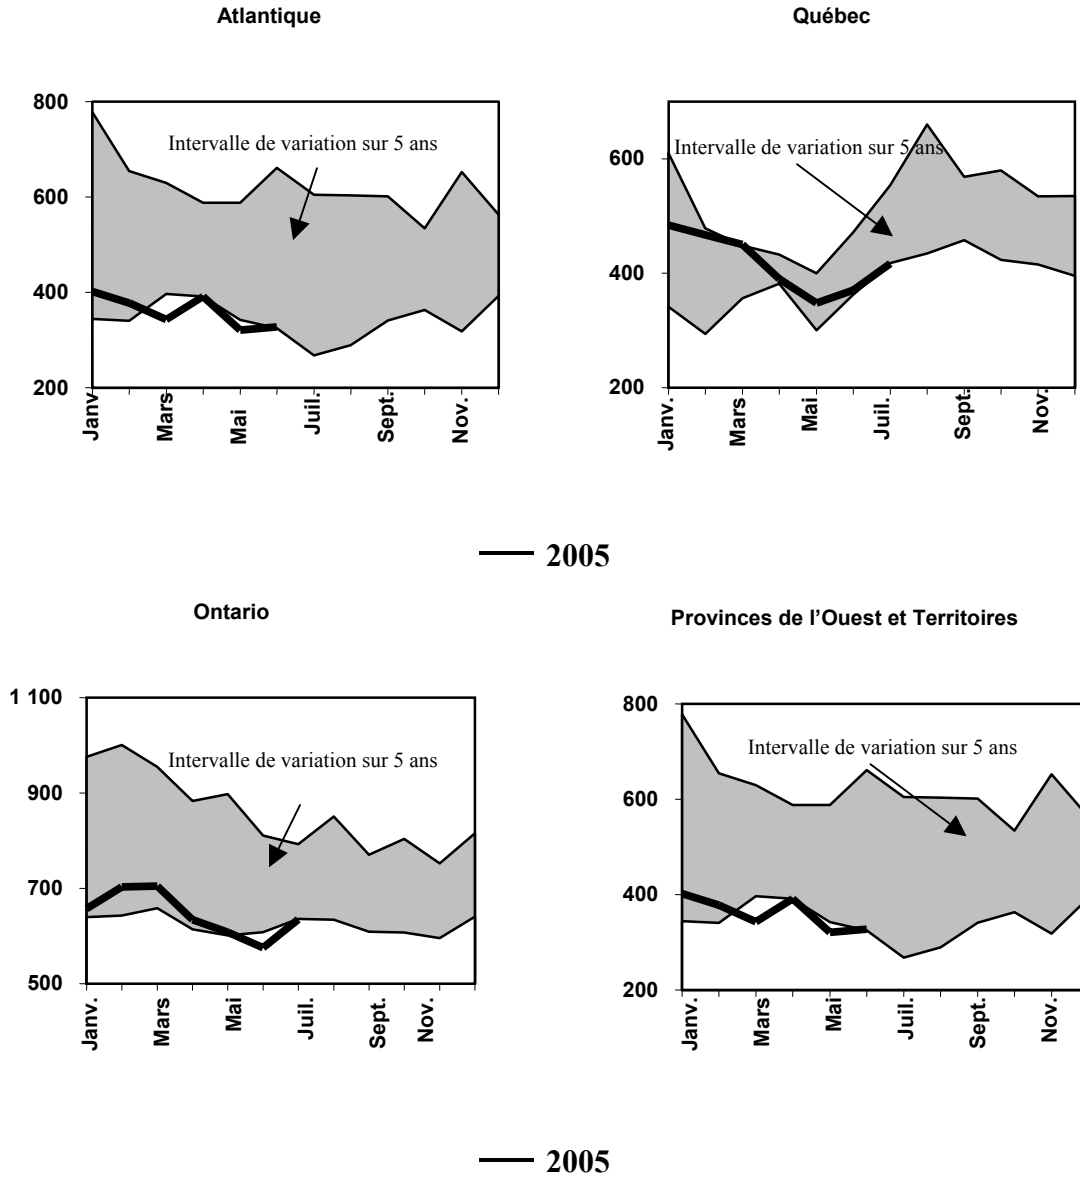 Atlantique
800
600
400
200
Intervalle de variation sur 5 ans
Janv.
Mars
Mai
Juil.
Sept.
Nov.
Québec
600
400
200
Intervalle de variation sur 5 ans
Janv.
Mars
Mai
Juil.
Sept.
Nov.
2005
Ontario
1 100
900
700
500
Intervalle de variation sur 5 ans
Janv.
Mars
Mai
Juil.
Sept.
Nov.
Provinces de l’Ouest et Territoires
800
600
400
200
Intervalle de variation sur 5 ans
Janv.
Mars
Mai
Juil.
Sept.
Nov.
2005